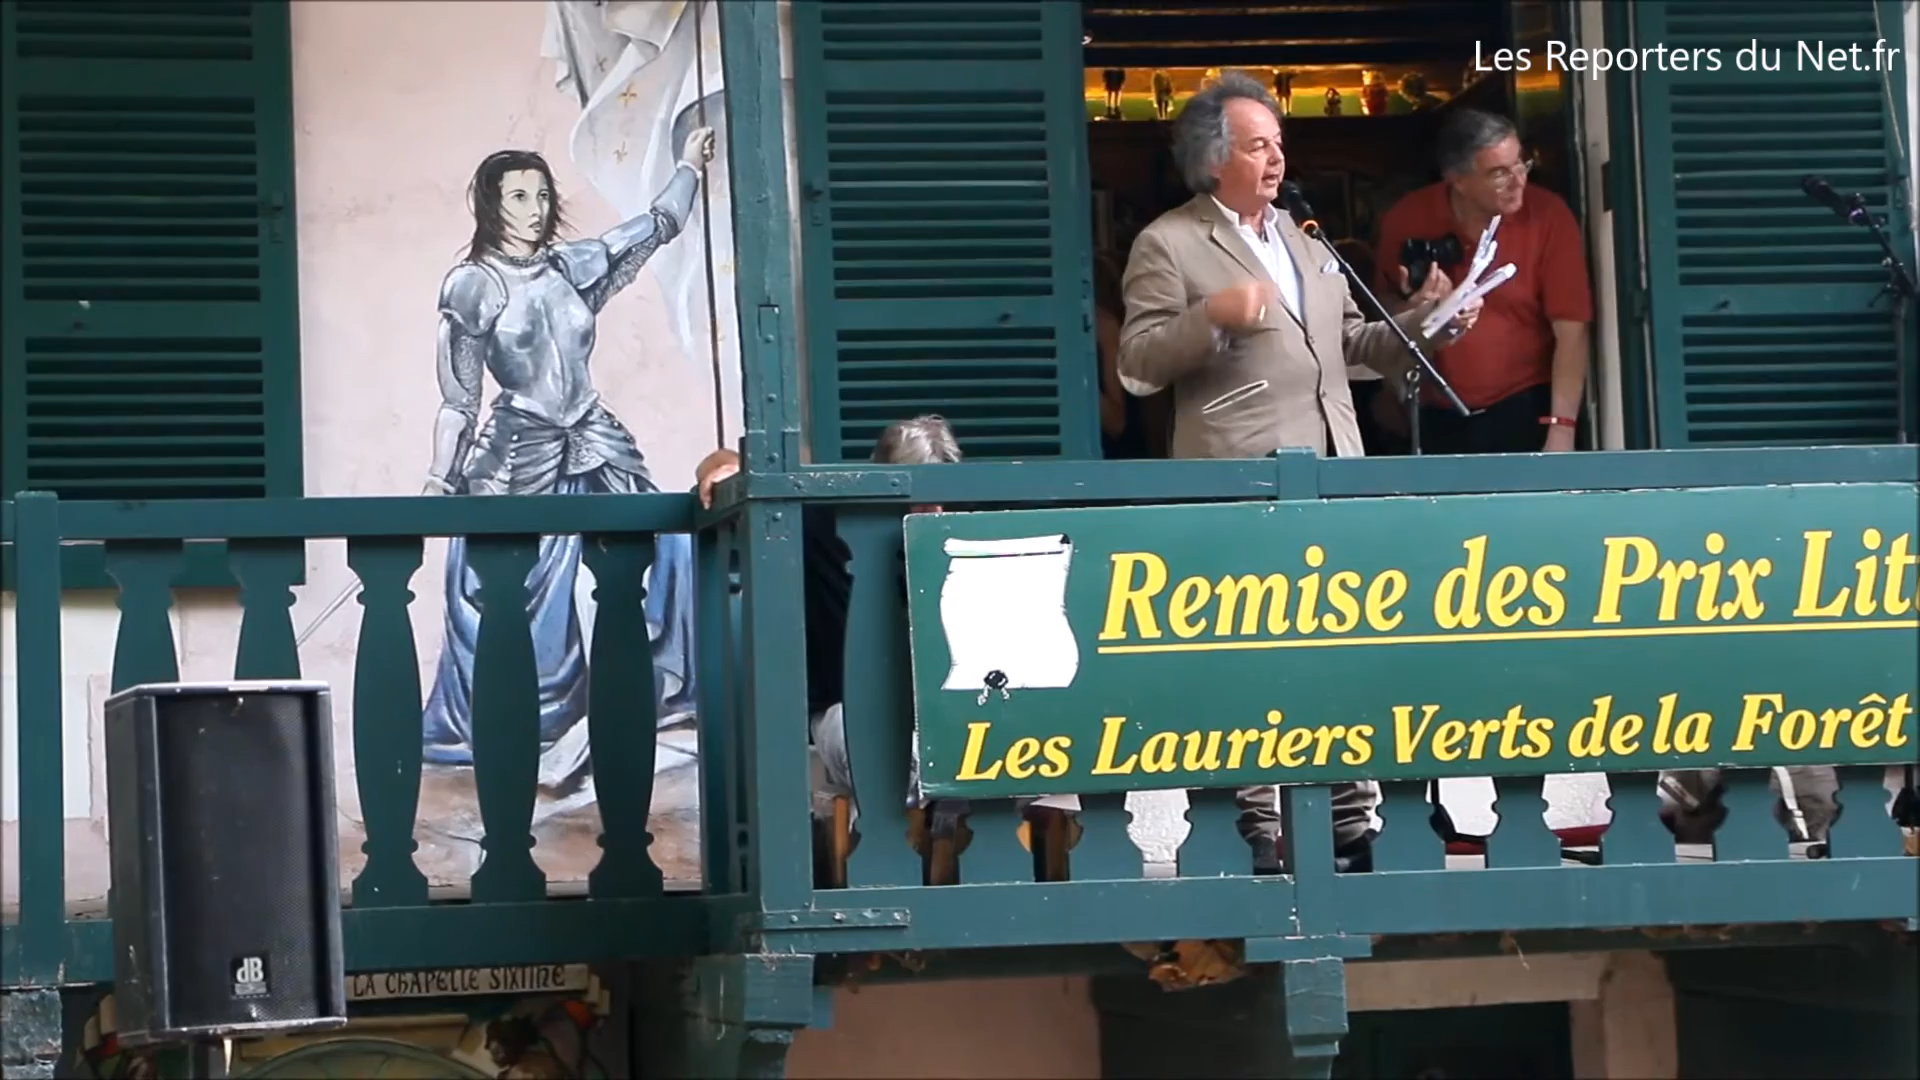 Les Reporters du Net.fr
Remise des Prix Lit
Les Lauriers Verts de la Forêt
dB
LA CHAPELLE SIXTINE